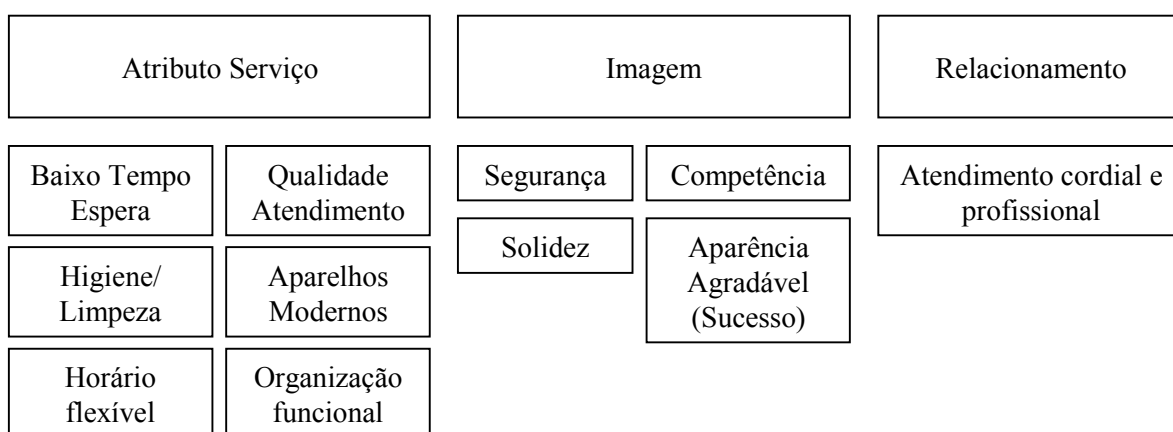 Atributo Serviço
Imagem
Relacionamento
Baixo Tempo
Espera
Qualidade
Atendimento
Segurança
Competência
Atendimento cordial e
profissional
Solidez
Aparência
Agradável
(Sucesso)
Higiene/
Limpeza
Aparelhos
Modernos
Horário
flexível
Organização
funcional